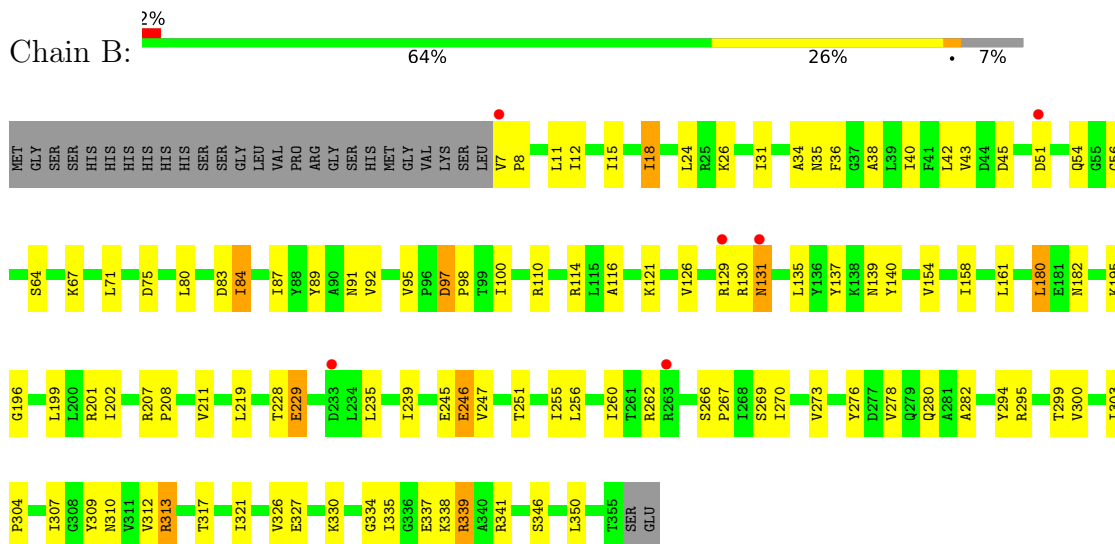 2%
Chain B:
64% 26% • 7%
MET GLY SER SER HIS HIS HIS HIS HIS HIS SER SER GLY LEU VAL PRO ARG GLY SER HIS MET GLY VAL LYS SER LEU V7 P8 L11 I12 I15 I18 L24 R25 K26 I31 A34 N35 F36 G37 A38 L39 I40 F41 L42 V43 D44 D45 D51 Q54 G55 G56
S64 K67 L71 D75 L80 D83 I84 I87 Y88 Y89 A90 N91 V92 V95 P96 D97 P98 T99 I100 R110 R114 L115 A116 K121 V126 R129 R130 N131 L135 Y136 Y137 K138 N139 Y140 V154 I158 L161 L180 E181 N182 K195
G196 L199 L200 R201 I202 R207 P208 V211 L219 T228 E229 D233 L234 L235 I239 E245 E246 V247 T251 I255 L256 I260 T261 R262 R263 S266 P267 I268 S269 I270 V273 Y276 D277 V278 Q279 Q280 A281 A282 Y294 R295 T299 V300 I303
P304 I307 G308 Y309 N310 V311 V312 R313 T317 I321 V326 E327 K330 G334 I335 G336 E337 K338 R339 A340 R341 S346 L350 T355 SER GLU